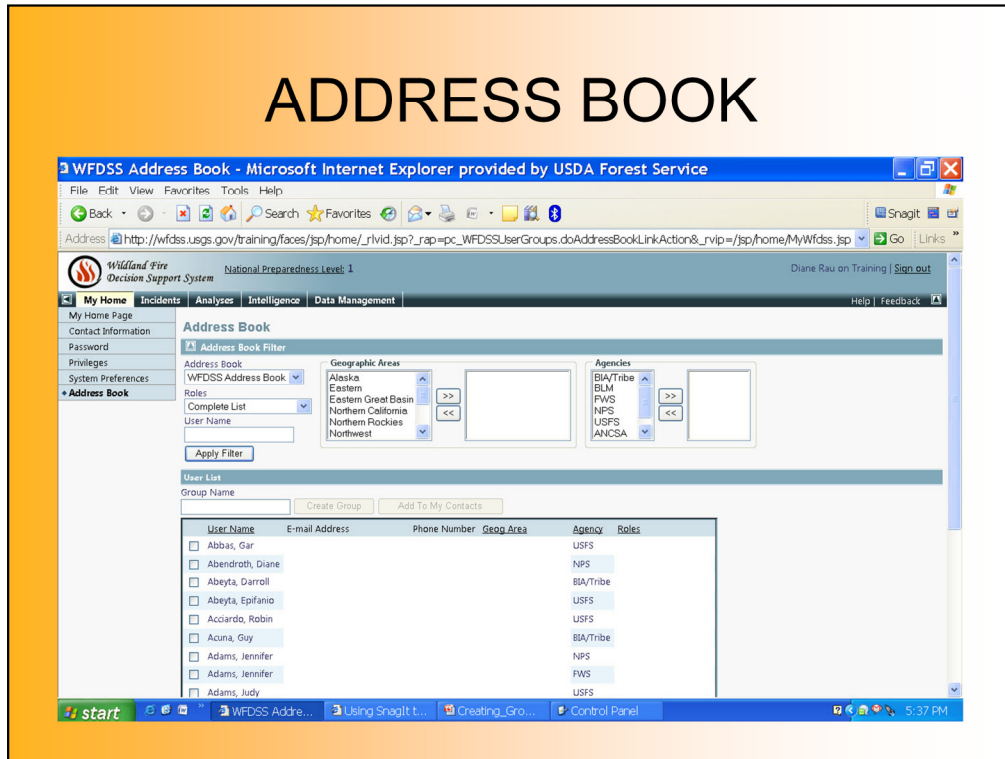 ADDRESS BOOK
WFDSS Address Book - Microsoft Internet Explorer provided by USDA Forest Service
File Edit View Favorites Tools Help
Back Search Favorites Snagit
Address http://wfdss.usgs.gov/training/faces/jsp/home/_rlvid.jsp?_rap=pc_WFDSSUserGroups.doAddressBookLinkAction&_rvip=/jsp/home/MyWfdss.jsp Go Links »
Wildland Fire
Decision Support System National Preparedness Level: 1 Diane Rau on Training | Sign out
My Home Incidents Analyses Intelligence Data Management Help | Feedback
My Home Page
Contact Information
Password
Privileges
System Preferences
Address Book
Address Book
Address Book Filter
Address Book
WFDSS Address Book
Roles
Complete List
User Name
Apply Filter
Geographic Areas
Alaska
Eastern
Eastern Great Basin
Northern California
Northern Rockies
Northwest
>>
<<
Agencies
BIA/Tribe
BLM
FWS
NPS
USFS
ANCSA
>>
<<
User List
Group Name
Create Group Add To My Contacts
User Name E-mail Address Phone Number Geog Area Agency Roles
Abbas, Gar USFS
Abendroth, Diane NPS
Abeyta, Darroll BIA/Tribe
Abeyta, Epifanio USFS
Acciardo, Robin USFS
Acuna, Guy BIA/Tribe
Adams, Jennifer NPS
Adams, Jennifer FWS
Adams, Judy USFS
start » WFDSS Addre... Using SnagIt t... Creating_Gro... Control Panel 5:37 PM